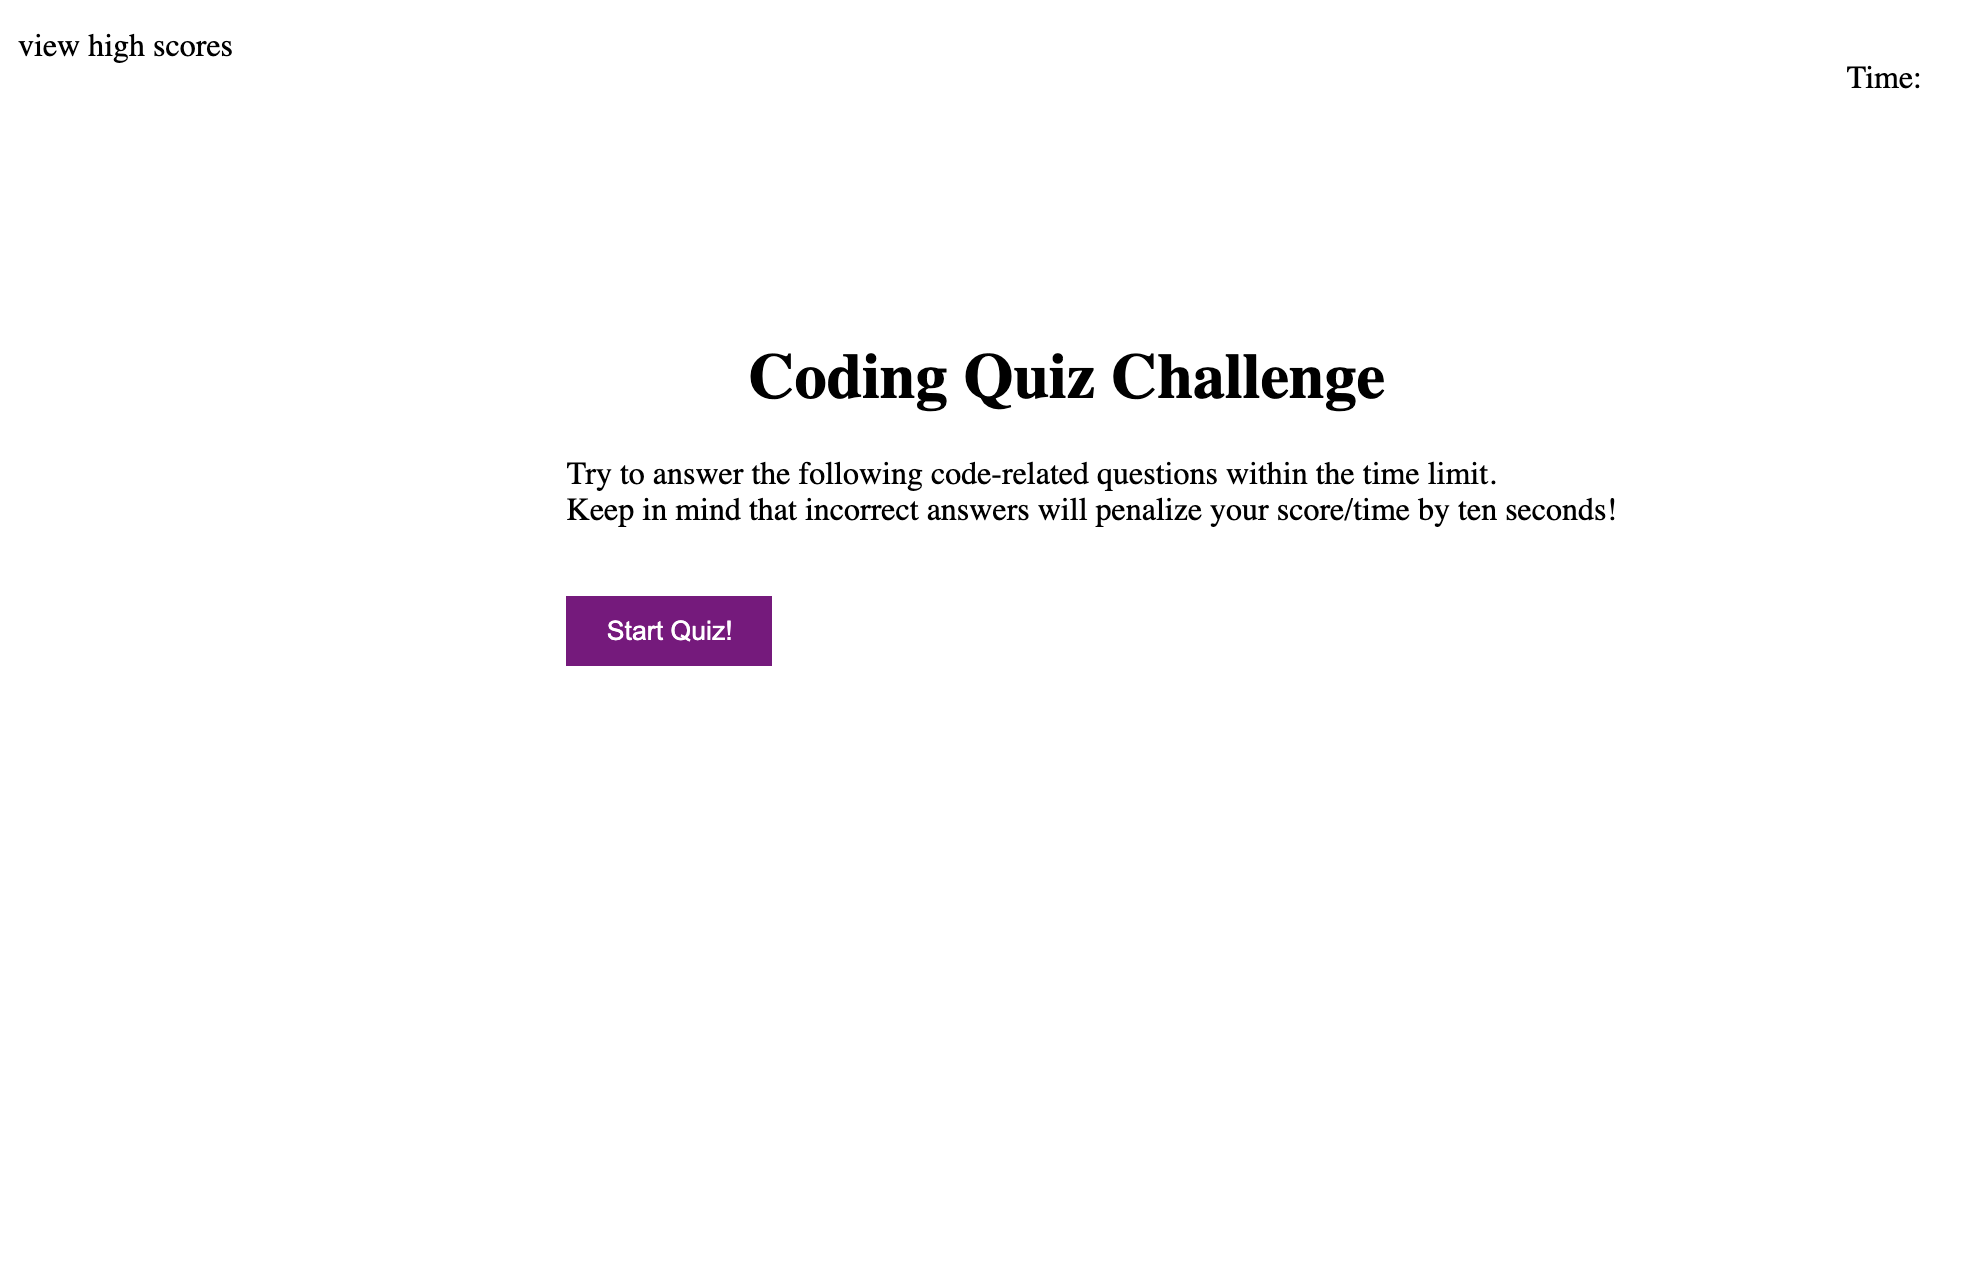 view high scores
Time:
Coding Quiz Challenge
Try to answer the following code-related questions within the time limit.
Keep in mind that incorrect answers will penalize your score/time by ten seconds!
Start Quiz!